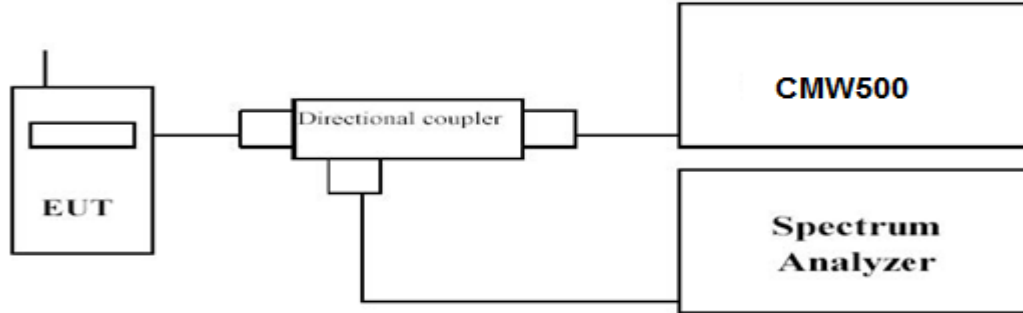 CMW500
Directional coupler
EUT
Spectrum
Analyzer